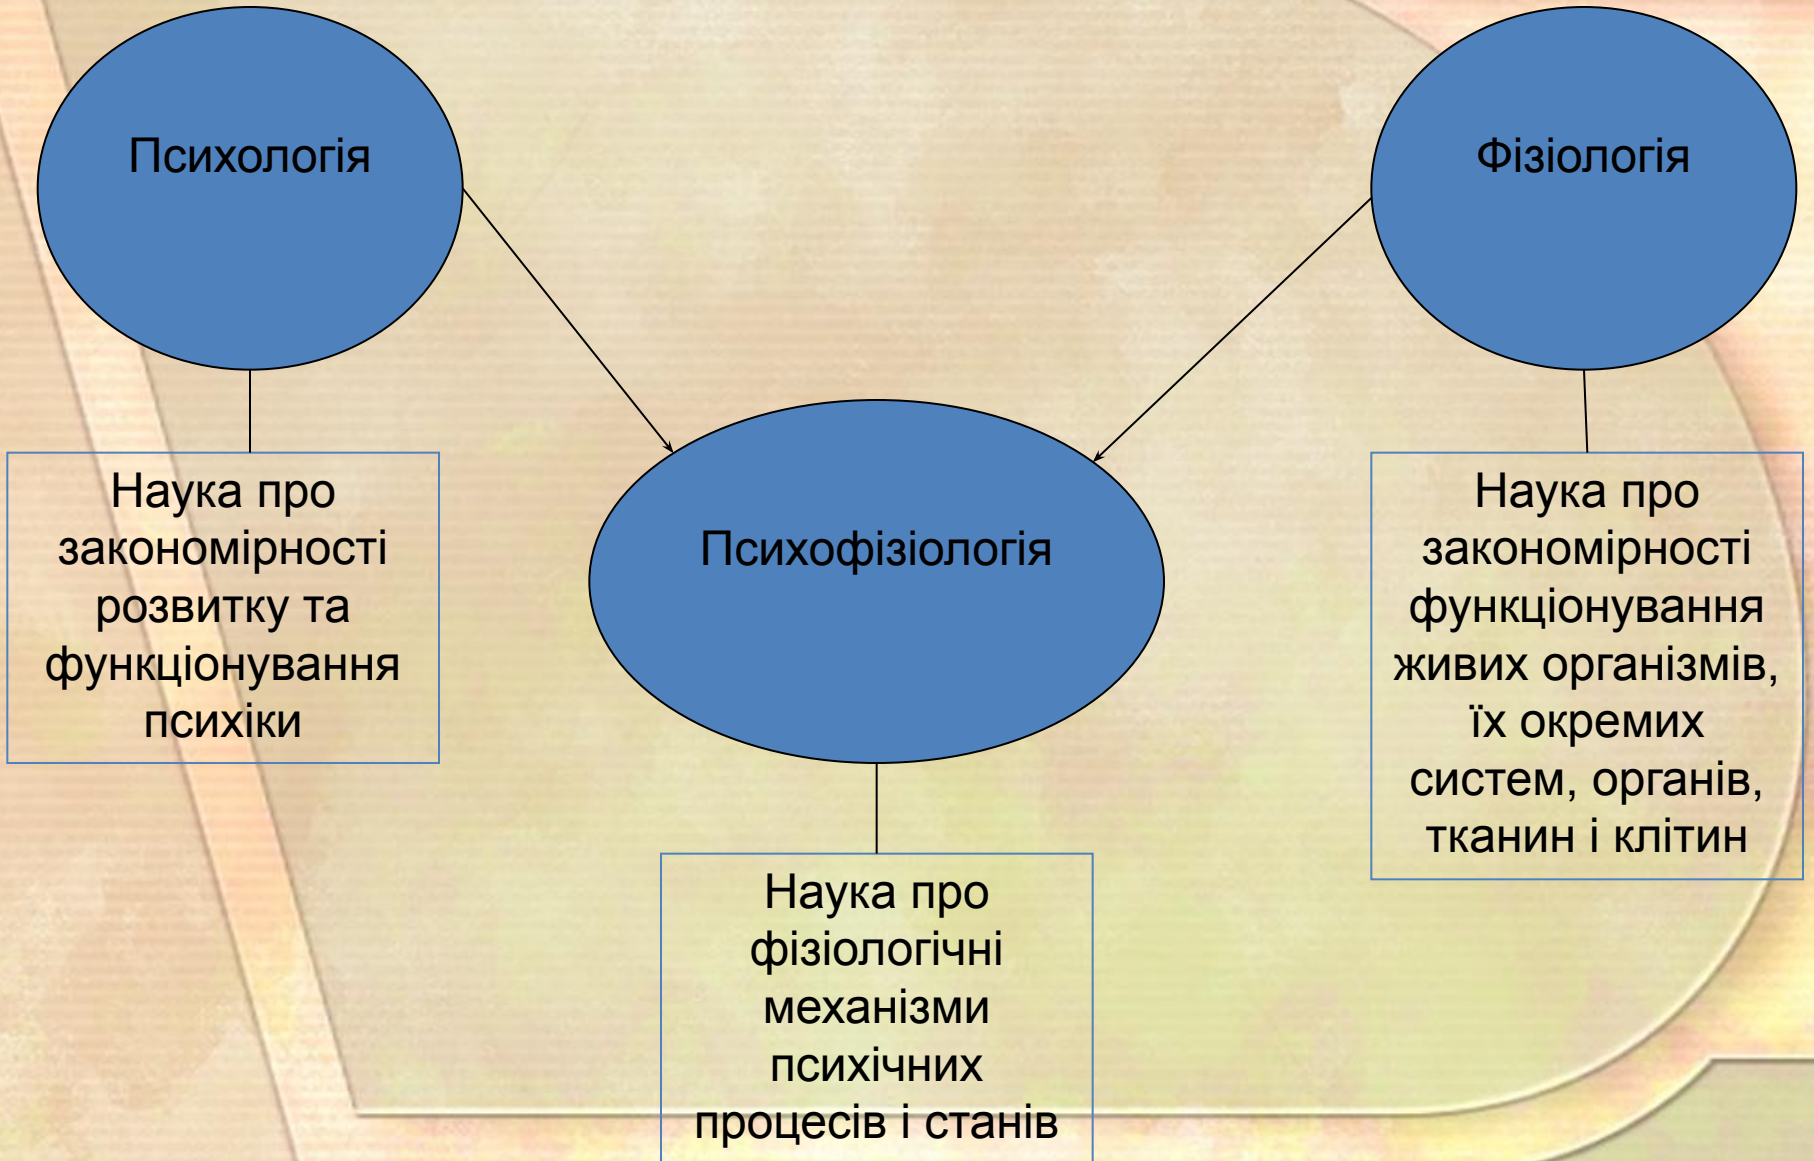 Психологія
Фізіологія
Психофізіологія
Наука про
закономірності
розвитку та
функціонування
психіки
Наука про
закономірності
функціонування
живих організмів,
їх окремих
систем, органів,
тканин і клітин
Наука про
фізіологічні
механізми
психічних
процесів і станів